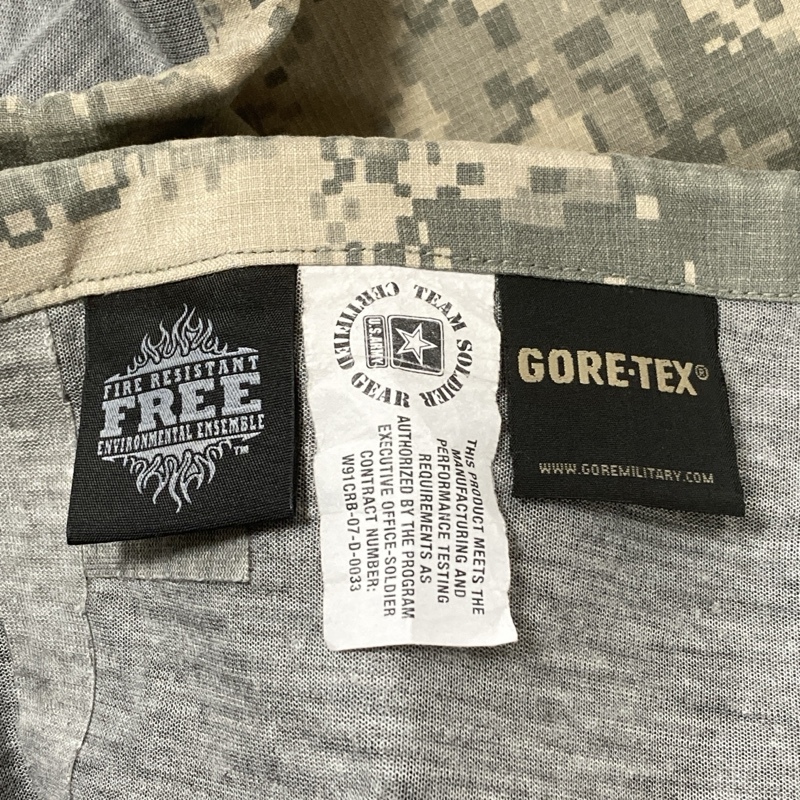 FIRE RESISTANT
FREE
ENVIRONMENTAL ENSEMBLE
™
TEAM SOLDIER
CERTIFIED GEAR
U.S. ARMY
THIS PRODUCT MEETS THE
MANUFACTURING AND
PERFORMANCE TESTING
REQUIREMENTS AS
AUTHORIZED BY THE PROGRAM
EXECUTIVE OFFICE-SOLDIER
CONTRACT NUMBER:
W91CRB-07-D-0033
GORE-TEX®
WWW.GOREMILITARY.COM